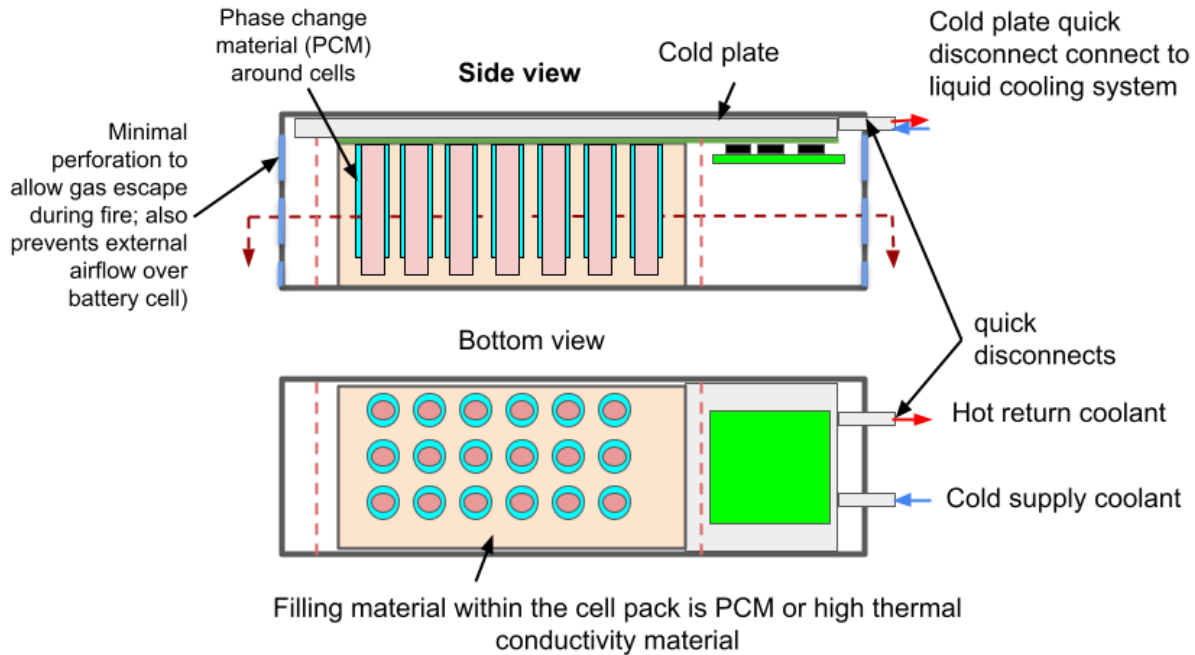 Phase change
material (PCM)
around cells
Side view
Cold plate
Cold plate quick
disconnect connect to
liquid cooling system
Minimal
perforation to
allow gas escape
during fire; also
prevents external
airflow over
battery cell)
Bottom view
quick
disconnects
Hot return coolant
Cold supply coolant
Filling material within the cell pack is PCM or high thermal
conductivity material